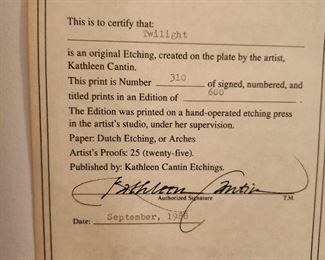 This is to certify that:
Twilight
is an original Etching, created on the plate by the artist,
Kathleen Cantin.
This print is Number 310 of signed, numbered, and
titled prints in an Edition of 600
The Edition was printed on a hand-operated etching press
in the artist's studio, under her supervision.
Paper: Dutch Etching, or Arches
Artist's Proofs: 25 (twenty-five).
Published by: Kathleen Cantin Etchings.
Kathleen Cantin
Authorized Signature T.M.
Date: September,